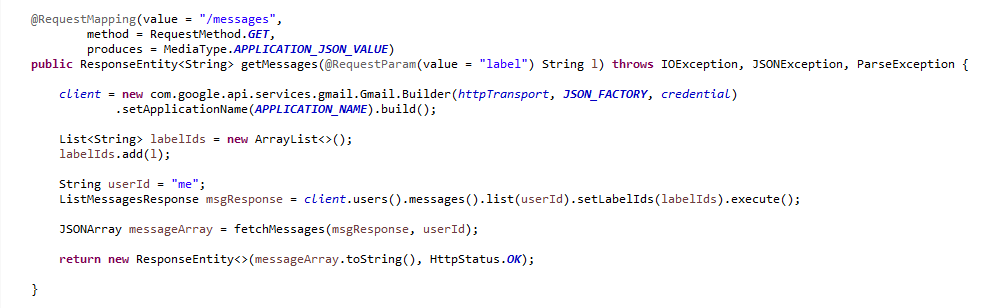 @RequestMapping(value = "/messages",
method = RequestMethod.GET,
produces = MediaType.APPLICATION_JSON_VALUE)
public ResponseEntity<String> getMessages(@RequestParam(value = "label") String l) throws IOException, JSONException, ParseException {
client = new com.google.api.services.gmail.Gmail.Builder(httpTransport, JSON_FACTORY, credential)
.setApplicationName(APPLICATION_NAME).build();
List<String> labelIds = new ArrayList<>();
labelIds.add(l);
String userId = "me";
ListMessagesResponse msgResponse = client.users().messages().list(userId).setLabelIds(labelIds).execute();
JSONArray messageArray = fetchMessages(msgResponse, userId);
return new ResponseEntity<>(messageArray.toString(), HttpStatus.OK);
}